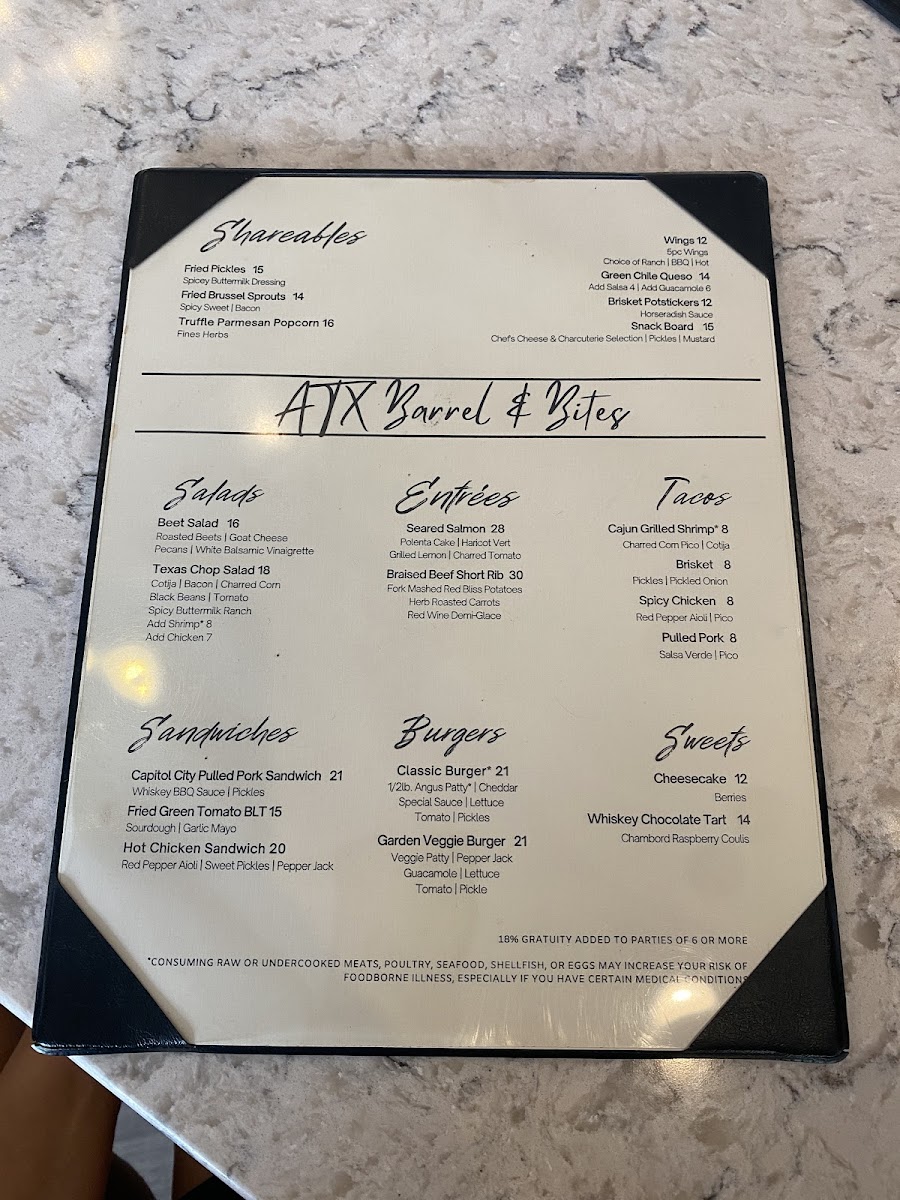 Shareables
Fried Pickles 15
Spicey Buttermilk Dressing
Fried Brussel Sprouts 14
Spicy Sweet | Bacon
Truffle Parmesan Popcorn 16
Fines Herbs
Wings 12
5pc Wings
Choice of Ranch | BBQ | Hot
Green Chile Queso 14
Add Salsa 4 | Add Guacamole 6
Brisket Potstickers 12
Horseradish Sauce
Snack Board 15
Chef's Cheese & Charcuterie Selection | Pickles | Mustard
ATX Barrel & Bites
Salads
Beet Salad 16
Roasted Beets | Goat Cheese
Pecans | White Balsamic Vinaigrette
Texas Chop Salad 18
Cotija | Bacon | Charred Corn
Black Beans | Tomato
Spicy Buttermilk Ranch
Add Shrimp* 8
Add Chicken 7
Entrées
Seared Salmon 28
Polenta Cake | Haricot Vert
Grilled Lemon | Charred Tomato
Braised Beef Short Rib 30
Fork Mashed Red Bliss Potatoes
Herb Roasted Carrots
Red Wine Demi-Glace
Tacos
Cajun Grilled Shrimp* 8
Charred Corn Pico | Cotija
Brisket 8
Pickles | Pickled Onion
Spicy Chicken 8
Red Pepper Aioli | Pico
Pulled Pork 8
Salsa Verde | Pico
Sandwiches
Capitol City Pulled Pork Sandwich 21
Whiskey BBQ Sauce | Pickles
Fried Green Tomato BLT 15
Sourdough | Garlic Mayo
Hot Chicken Sandwich 20
Red Pepper Aioli | Sweet Pickles | Pepper Jack
Burgers
Classic Burger* 21
1/2lb. Angus Patty* | Cheddar
Special Sauce | Lettuce
Tomato | Pickles
Garden Veggie Burger 21
Veggie Patty | Pepper Jack
Guacamole | Lettuce
Tomato | Pickle
Sweets
Cheesecake 12
Berries
Whiskey Chocolate Tart 14
Chambord Raspberry Coulis
18% GRATUITY ADDED TO PARTIES OF 6 OR MORE
*CONSUMING RAW OR UNDERCOOKED MEATS, POULTRY, SEAFOOD, SHELLFISH, OR EGGS MAY INCREASE YOUR RISK OF
FOODBORNE ILLNESS, ESPECIALLY IF YOU HAVE CERTAIN MEDICAL CONDITIONS